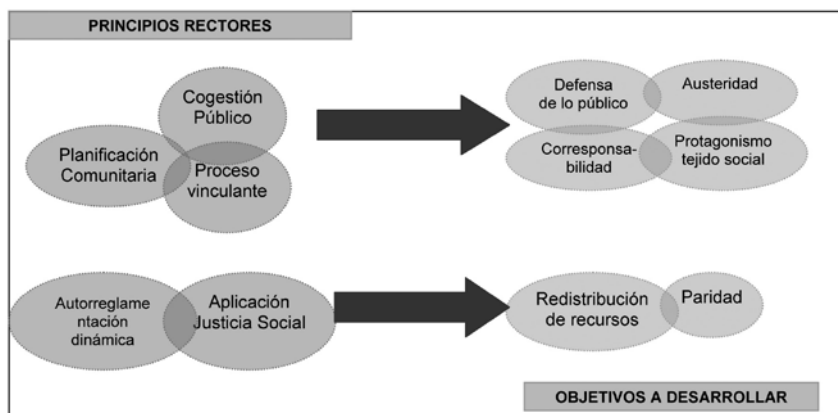 PRINCIPIOS RECTORES
Cogestión
Público
Planificación
Comunitaria
Proceso
vinculante
Defensa
de lo público
Austeridad
Corresponsa-
bilidad
Protagonismo
tejido social
Autorreglame
ntación
dinámica
Aplicación
Justicia Social
Redistribución
de recursos
Paridad
OBJETIVOS A DESARROLLAR